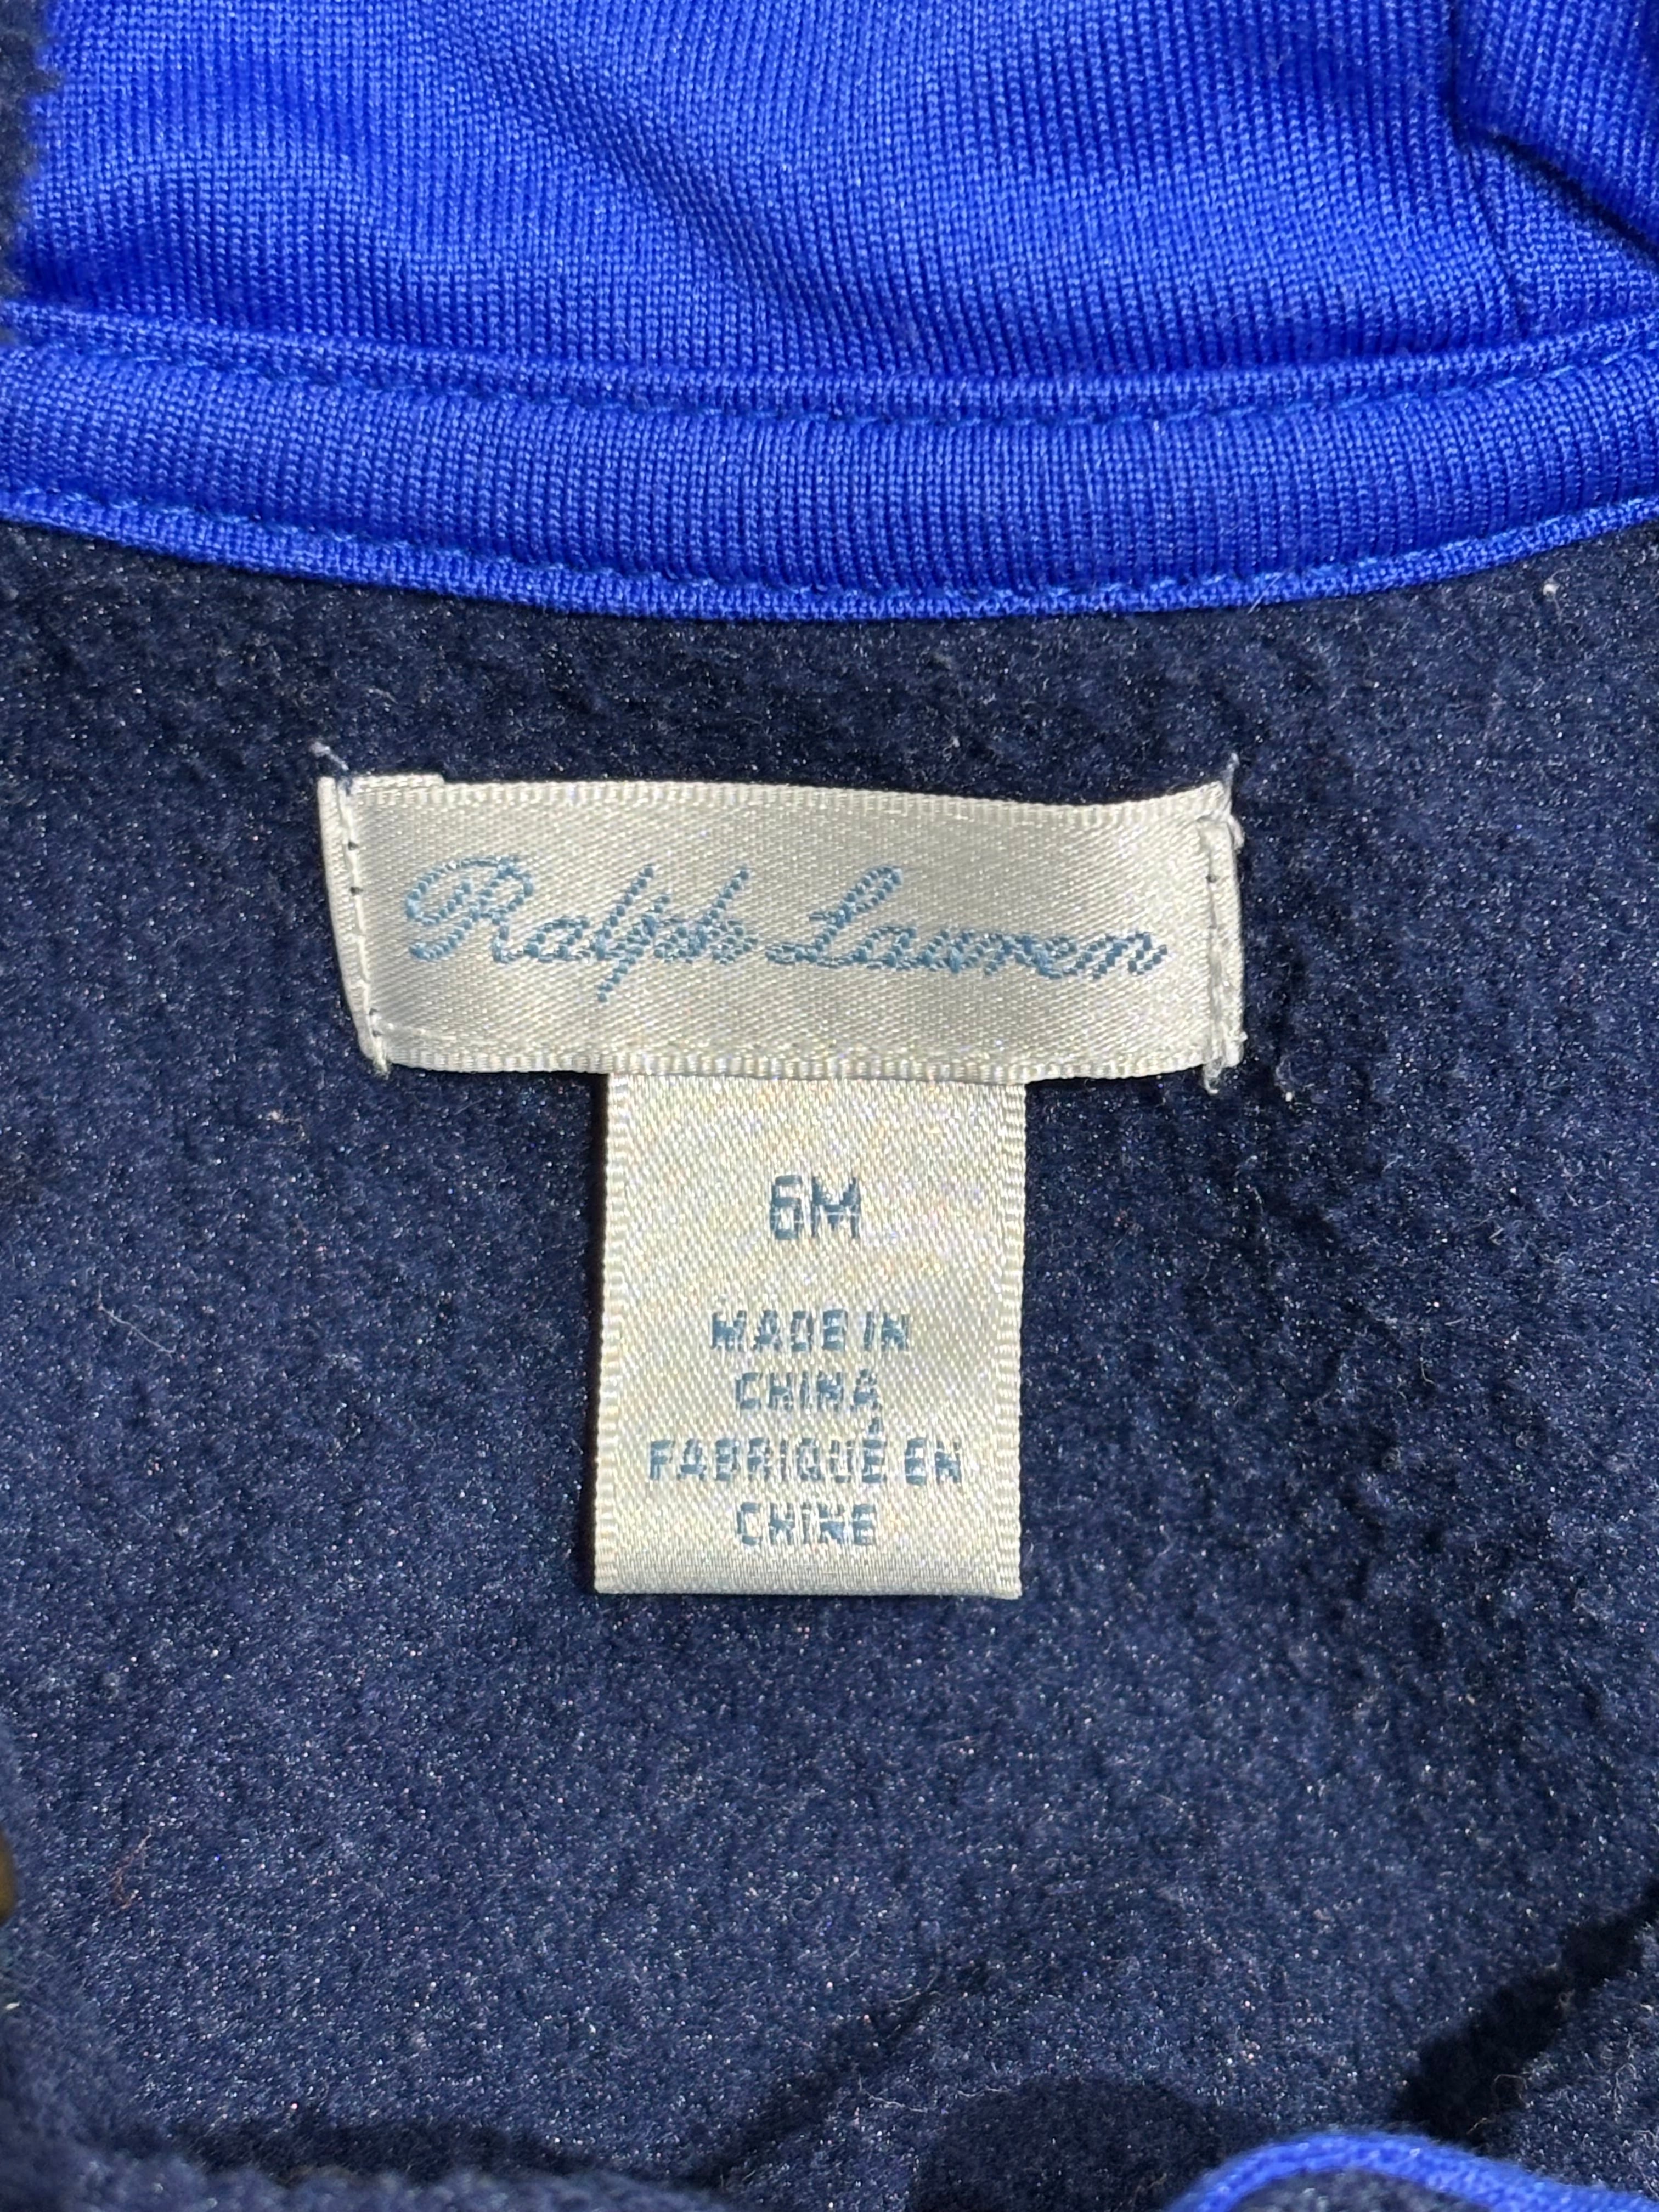 Ralph Lauren
6M
MADE IN
CHINA
FABRIQUÉ EN
CHINE